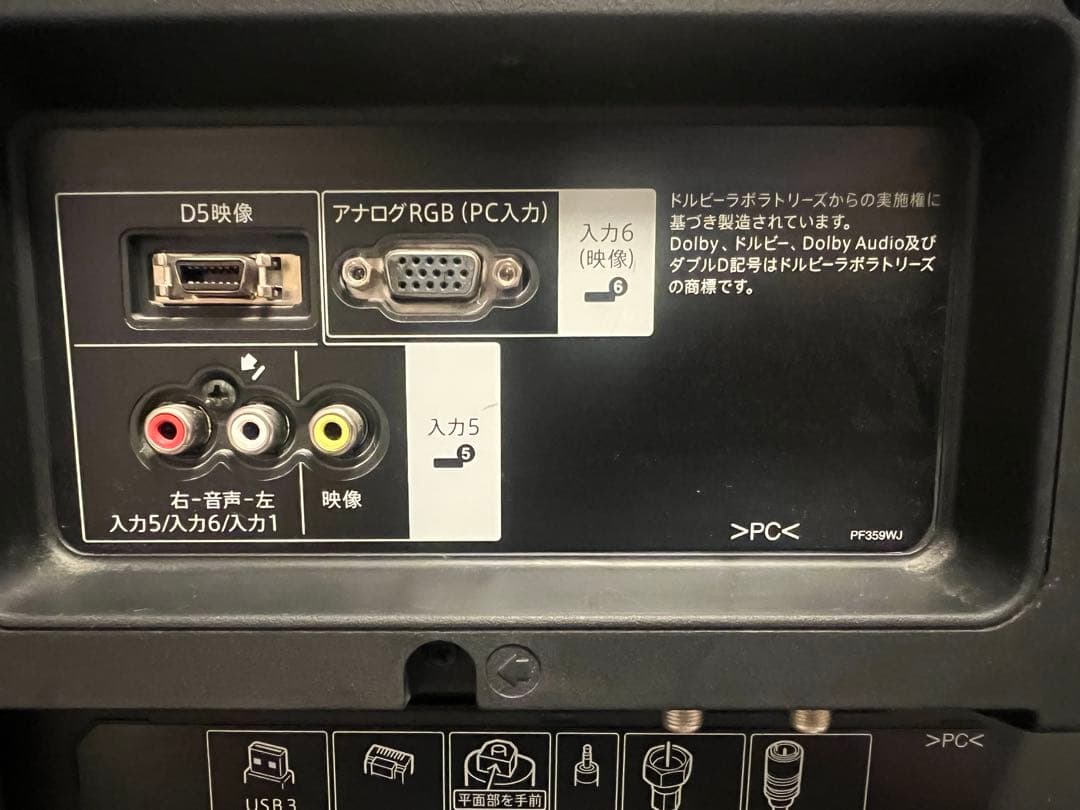 D5映像
アナログRGB (PC入力)
入力6
(映像)
6
ドルビーラボラトリーズからの実施権に
基づき製造されています。
Dolby、ドルビー、Dolby Audio及び
ダブルD記号はドルビーラボラトリーズ
の商標です。
入力5
5
右-音声-左
入力5/入力6/入力1
映像
>PC<
PF359WJ
>PC<
USB 3
平面部を手前